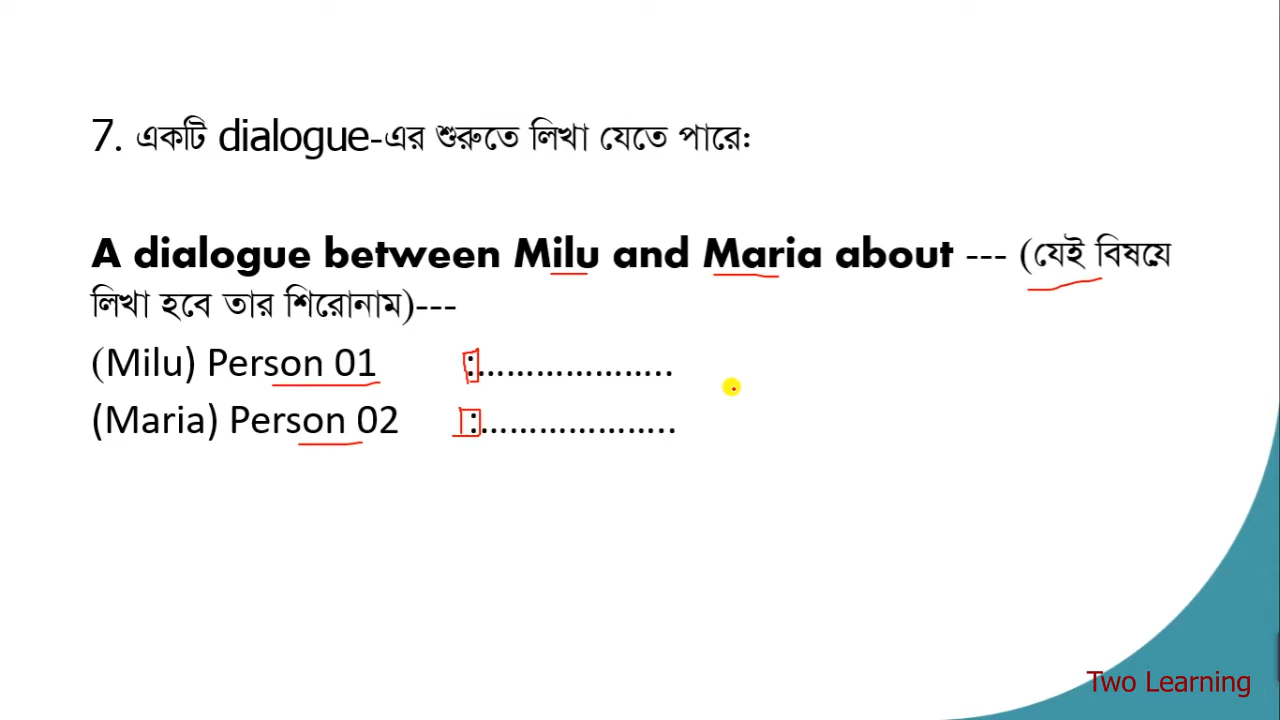 7. একটি dialogue-এর শুরুতে লিখা যেতে পারেঃ
A dialogue between Milu and Maria about --- (যেই বিষযে
লিখা হবে তার শিরোনাম)---
(Milu) Person 01 :....................
(Maria) Person 02 :....................
Two Learning